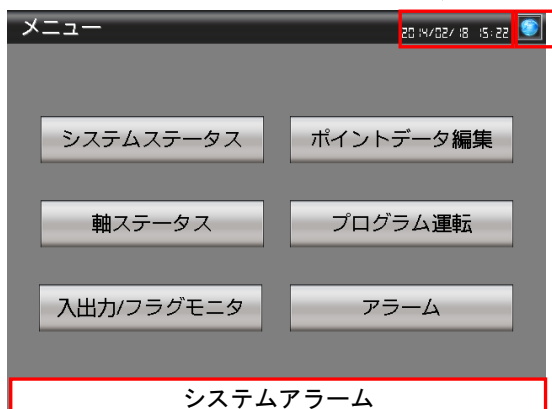 メニュー 2014/02/18 15:22
システムステータス ポイントデータ編集
軸ステータス プログラム運転
入出力/フラグモニタ アラーム
システムアラーム